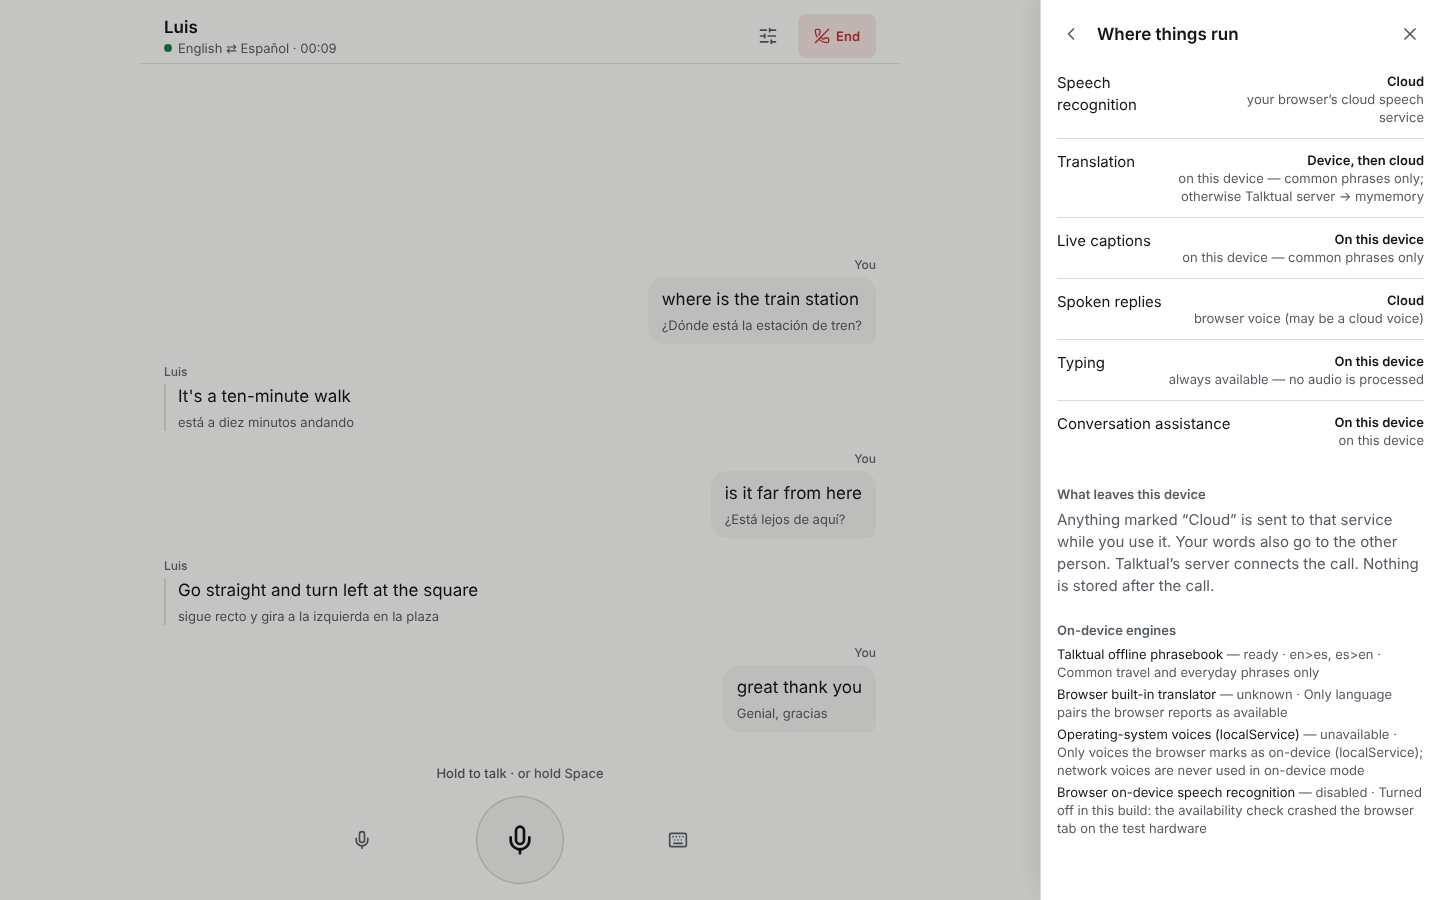 Luis
English ⇄ Español · 00:09
End
You
where is the train station
¿Dónde está la estación de tren?
Luis
It's a ten-minute walk
está a diez minutos andando
You
is it far from here
¿Está lejos de aquí?
Luis
Go straight and turn left at the square
sigue recto y gira a la izquierda en la plaza
You
great thank you
Genial, gracias
Hold to talk · or hold Space
Where things run
Speech
recognition
Cloud
your browser’s cloud speech
service
Translation
Device, then cloud
on this device — common phrases only;
otherwise Talktual server → mymemory
Live captions
On this device
on this device — common phrases only
Spoken replies
Cloud
browser voice (may be a cloud voice)
Typing
On this device
always available — no audio is processed
Conversation assistance
On this device
on this device
What leaves this device
Anything marked “Cloud” is sent to that service
while you use it. Your words also go to the other
person. Talktual’s server connects the call. Nothing
is stored after the call.
On-device engines
Talktual offline phrasebook — ready · en>es, es>en ·
Common travel and everyday phrases only
Browser built-in translator — unknown · Only language
pairs the browser reports as available
Operating-system voices (localService) — unavailable ·
Only voices the browser marks as on-device (localService);
network voices are never used in on-device mode
Browser on-device speech recognition — disabled · Turned
off in this build: the availability check crashed the browser
tab on the test hardware